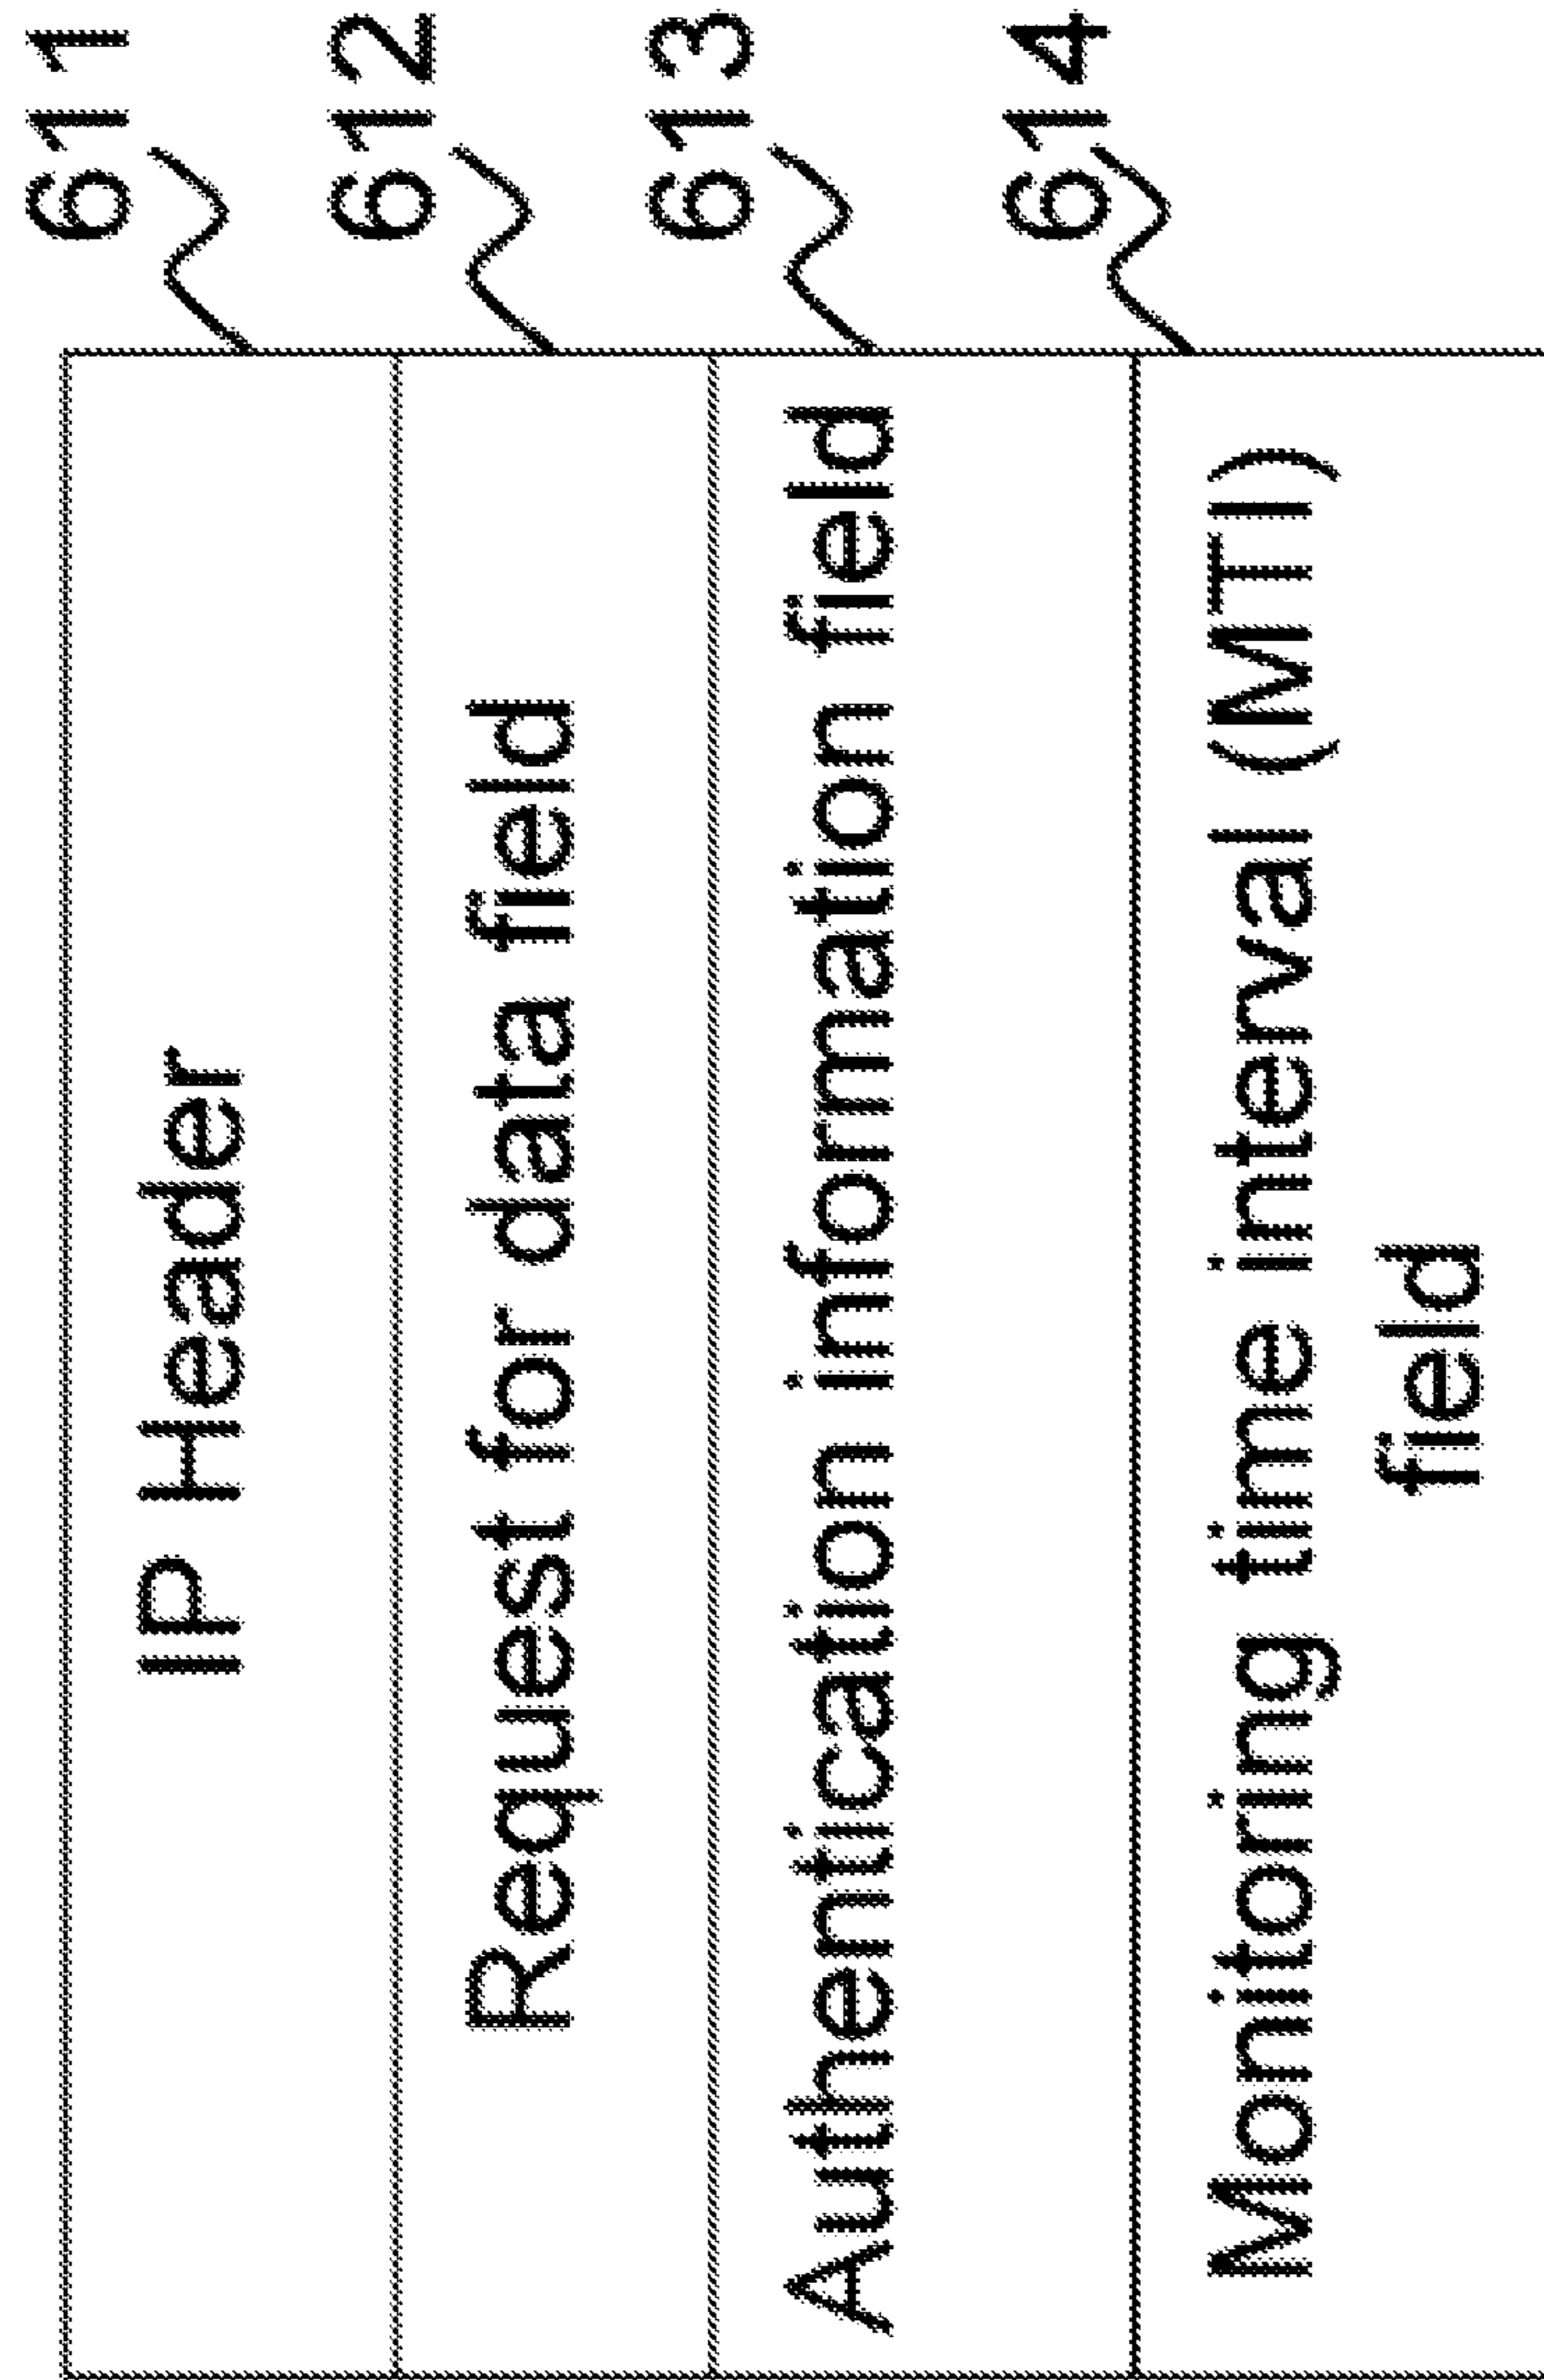 IP Header 611
Request for data field 612
Authentication information field 613
Monitoring time interval (MTI) 614
field